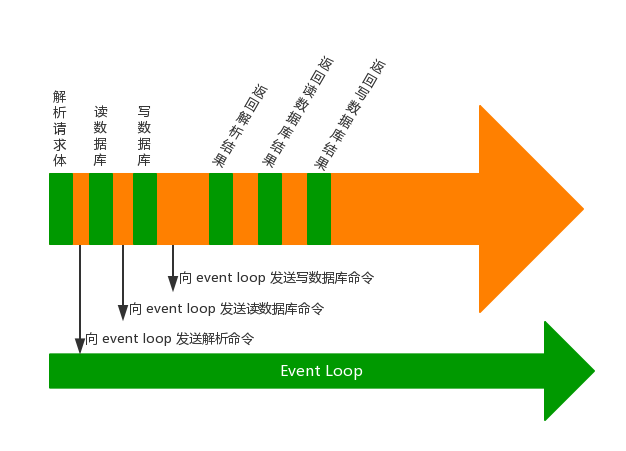 解析请求体
读数据库
写数据库
返回解析结果
返回读数据库结果
返回写数据库结果
向 event loop 发送写数据库命令
向 event loop 发送读数据库命令
向 event loop 发送解析命令
Event Loop